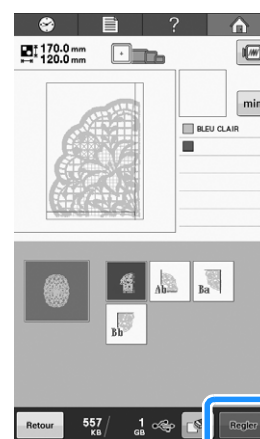 ?
170.0 mm
120.0 mm
min
BLEU CLAIR
Ab
Ba
Bb
Retour
557 KB / 1 GB
Regler